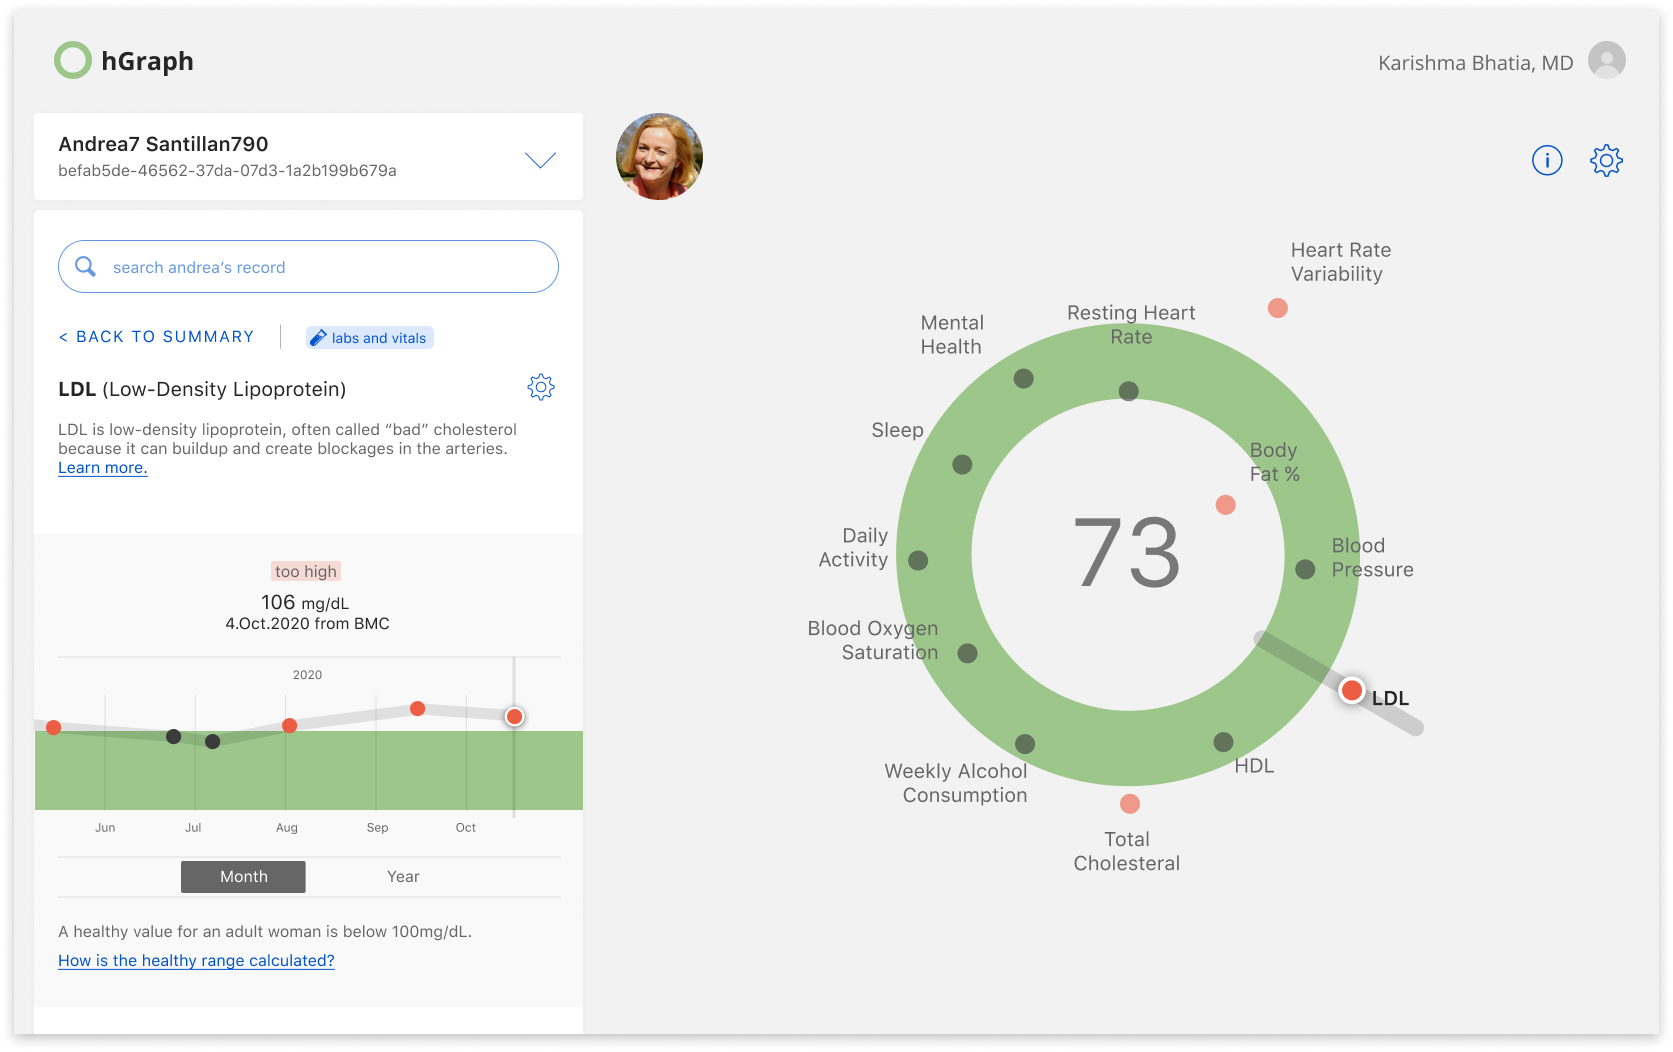 hGraph
Karishma Bhatia, MD
Andrea7 Santillan790
befab5de-46562-37da-07d3-1a2b199b679a
search andrea's record
< BACK TO SUMMARY
labs and vitals
LDL (Low-Density Lipoprotein)
LDL is low-density lipoprotein, often called “bad” cholesterol
because it can buildup and create blockages in the arteries.
Learn more.
too high
106 mg/dL
4.Oct.2020 from BMC
2020
Jun
Jul
Aug
Sep
Oct
Month
Year
A healthy value for an adult woman is below 100mg/dL.
How is the healthy range calculated?
i
Heart Rate
Variability
Resting Heart
Rate
Mental
Health
Sleep
Body
Fat %
Daily
Activity
73
Blood
Pressure
Blood Oxygen
Saturation
LDL
HDL
Weekly Alcohol
Consumption
Total
Cholesteral